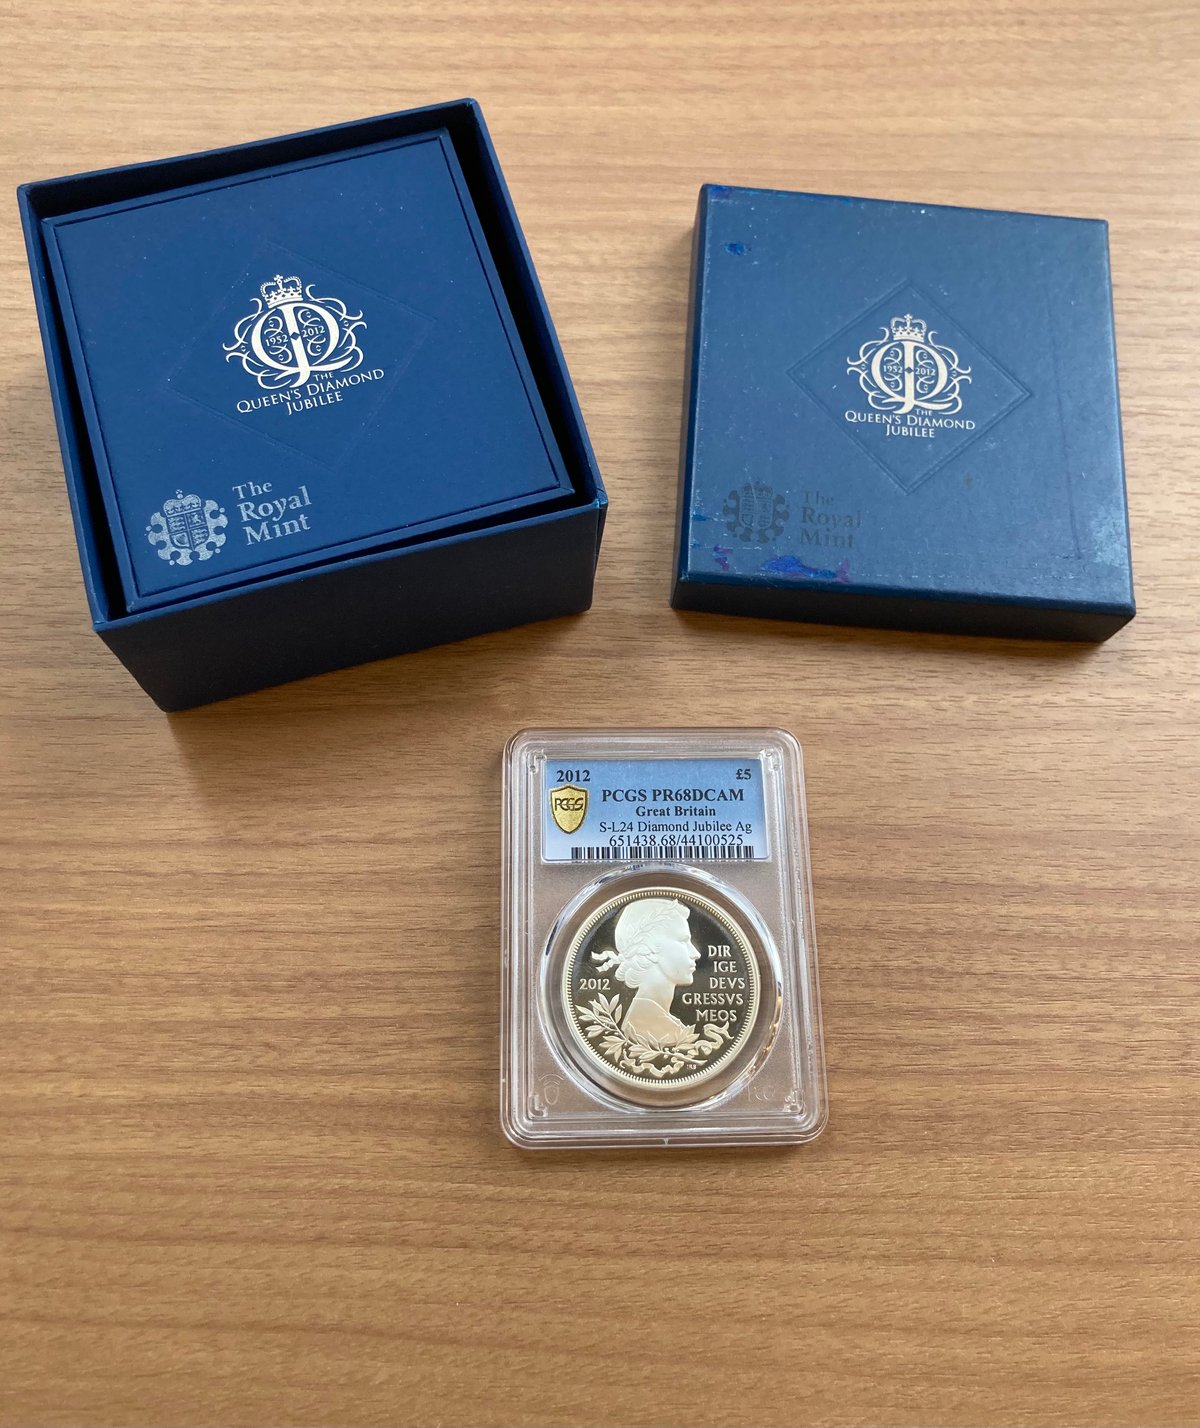 1952 2012
THE
QUEEN'S DIAMOND
JUBILEE
The
Royal
Mint
1952 2012
THE
QUEEN'S DIAMOND
JUBILEE
The
Royal
Mint
2012 £5
PCGS
PCGS PR68DCAM
Great Britain
S-L24 Diamond Jubilee Ag
651438.68/44100525
2012
DIR
IGE
DEVS
GRESSVS
MEOS